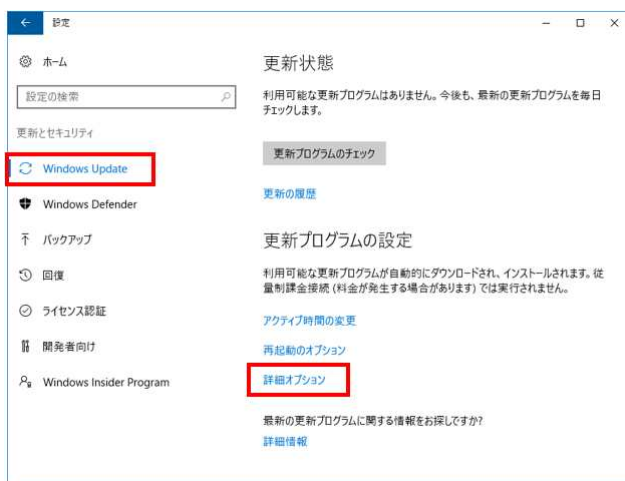 設定
ホーム
設定の検索
更新とセキュリティ
Windows Update
Windows Defender
バックアップ
回復
ライセンス認証
開発者向け
Windows Insider Program
更新状態
利用可能な更新プログラムはありません。今後も、最新の更新プログラムを毎日
チェックします。
更新プログラムのチェック
更新の履歴
更新プログラムの設定
利用可能な更新プログラムが自動的にダウンロードされ、インストールされます。従
量制課金接続 (料金が発生する場合があります) では実行されません。
アクティブ時間の変更
再起動のオプション
詳細オプション
最新の更新プログラムに関する情報をお探しですか?
詳細情報